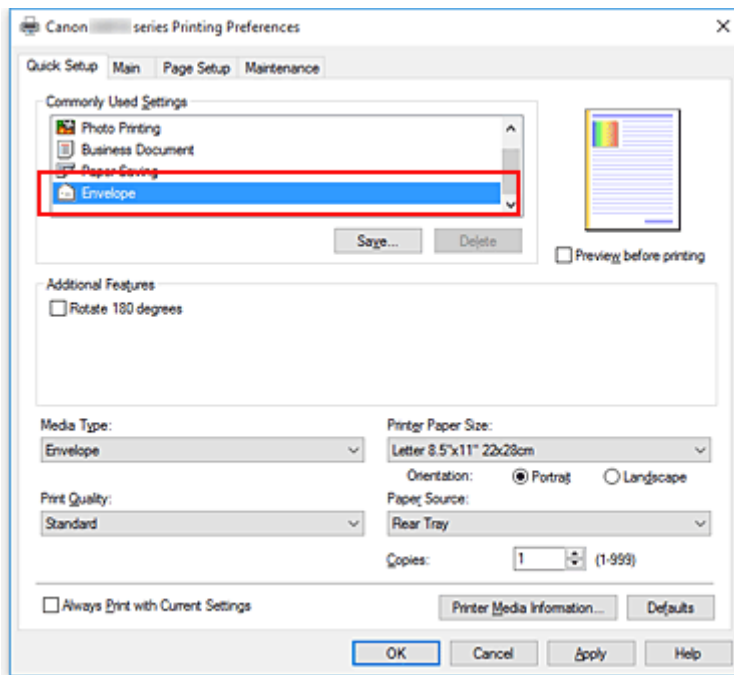 Canon series Printing Preferences
Quick Setup Main Page Setup Maintenance
Commonly Used Settings
Photo Printing
Business Document
Paper Saving
Envelope
Save... Delete
Preview before printing
Additional Features
Rotate 180 degrees
Media Type: Printer Paper Size:
Envelope Letter 8.5"x11" 22x28cm
Orientation: Portrait Landscape
Print Quality: Paper Source:
Standard Rear Tray
Copies: 1 (1-999)
Always Print with Current Settings Printer Media Information... Defaults
OK Cancel Apply Help